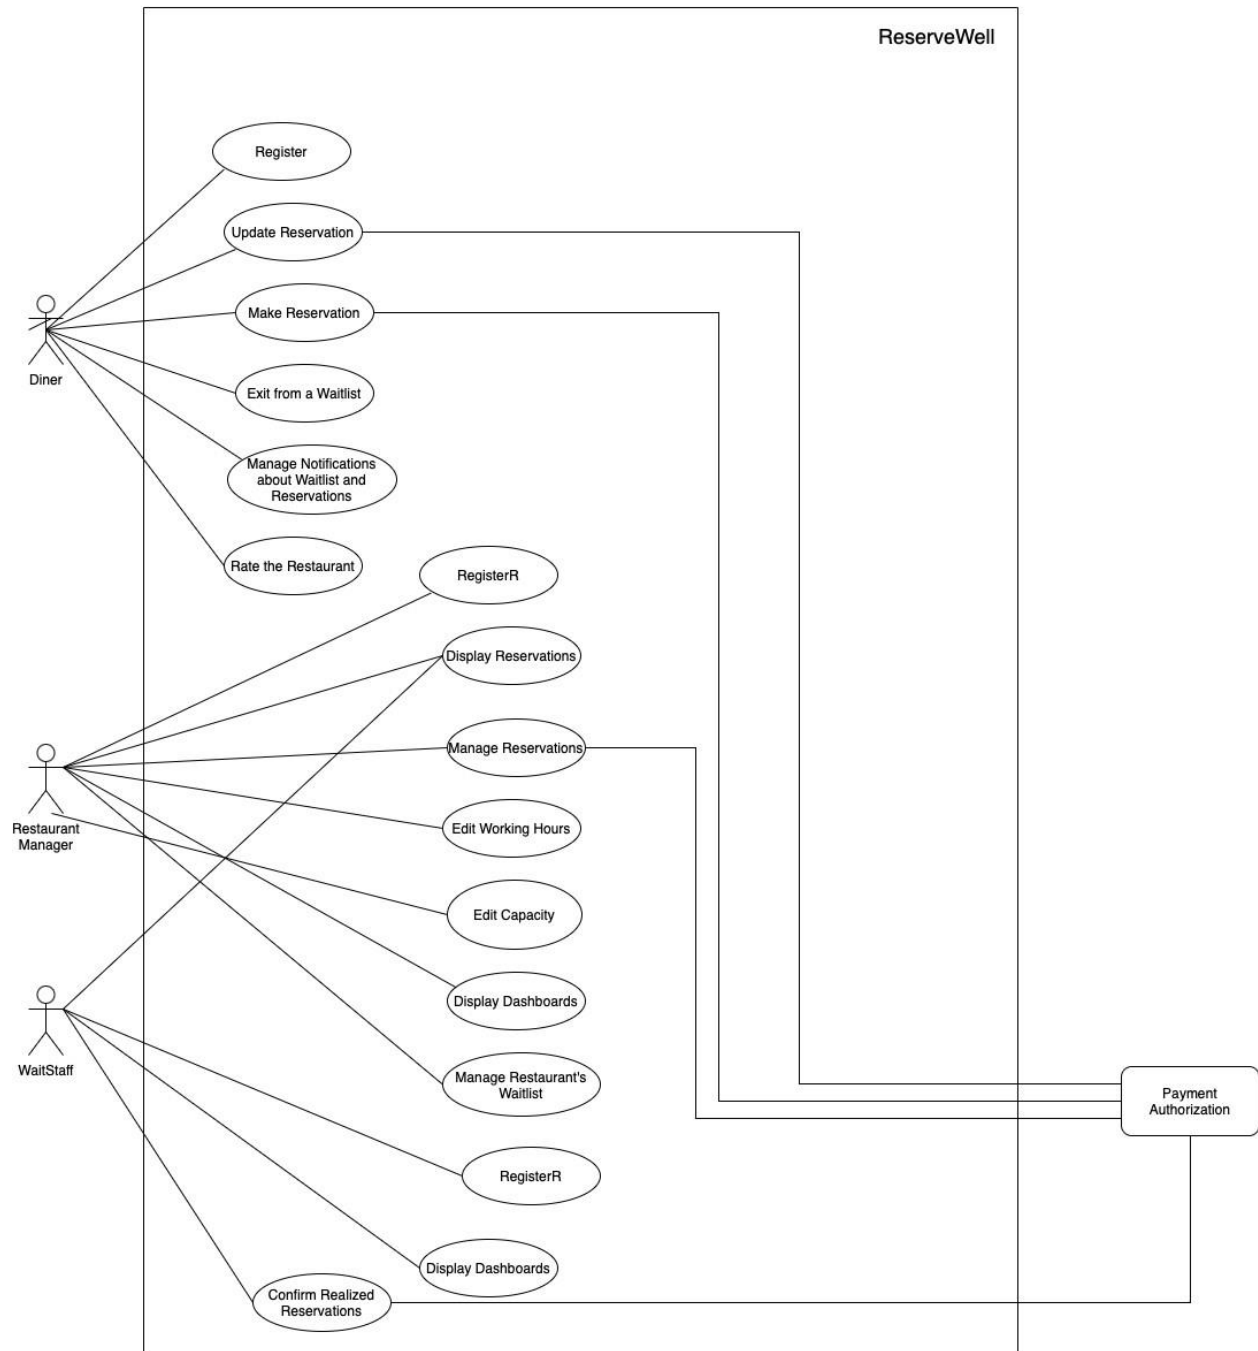 ReserveWell
Register
Update Reservation
Make Reservation
Diner
Exit from a Waitlist
Manage Notifications
about Waitlist and
Reservations
Rate the Restaurant
RegisterR
Display Reservations
Manage Reservations
Restaurant
Manager
Edit Working Hours
Edit Capacity
Display Dashboards
WaitStaff
Manage Restaurant's
Waitlist
Payment
Authorization
RegisterR
Display Dashboards
Confirm Realized
Reservations